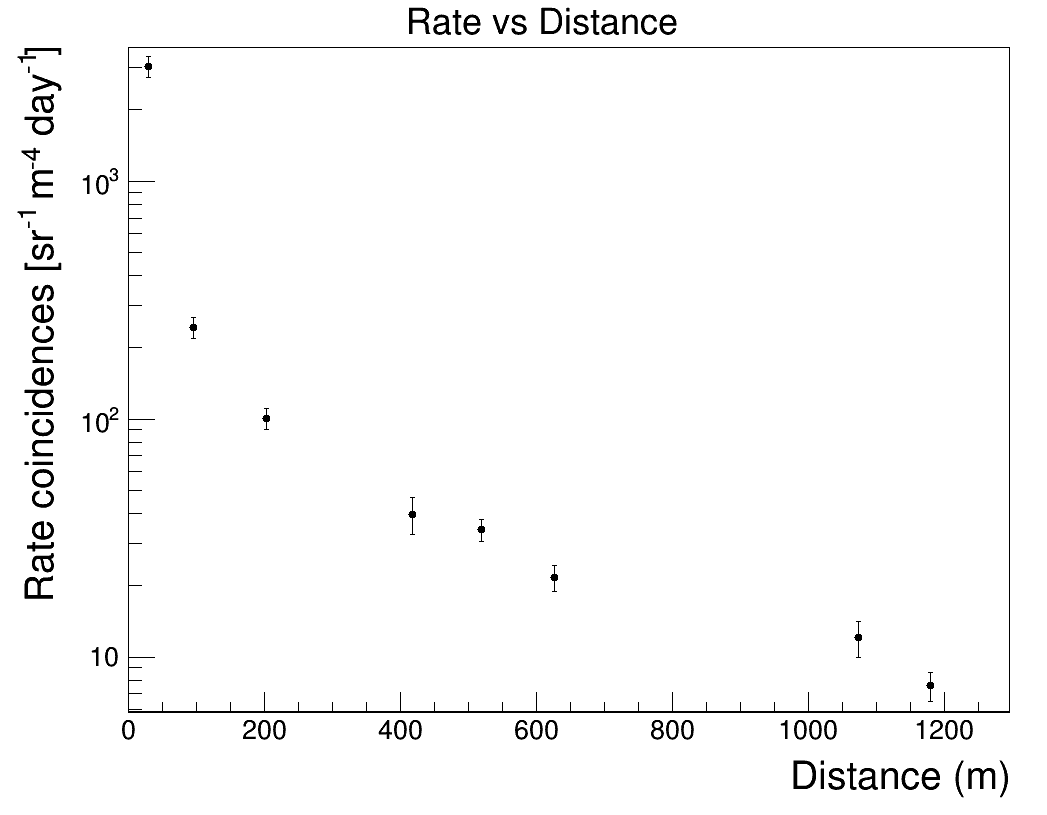 Rate vs Distance
Rate coincidences [sr⁻¹ m⁻⁴ day⁻¹]
10³
10²
10
0 200 400 600 800 1000 1200
Distance (m)